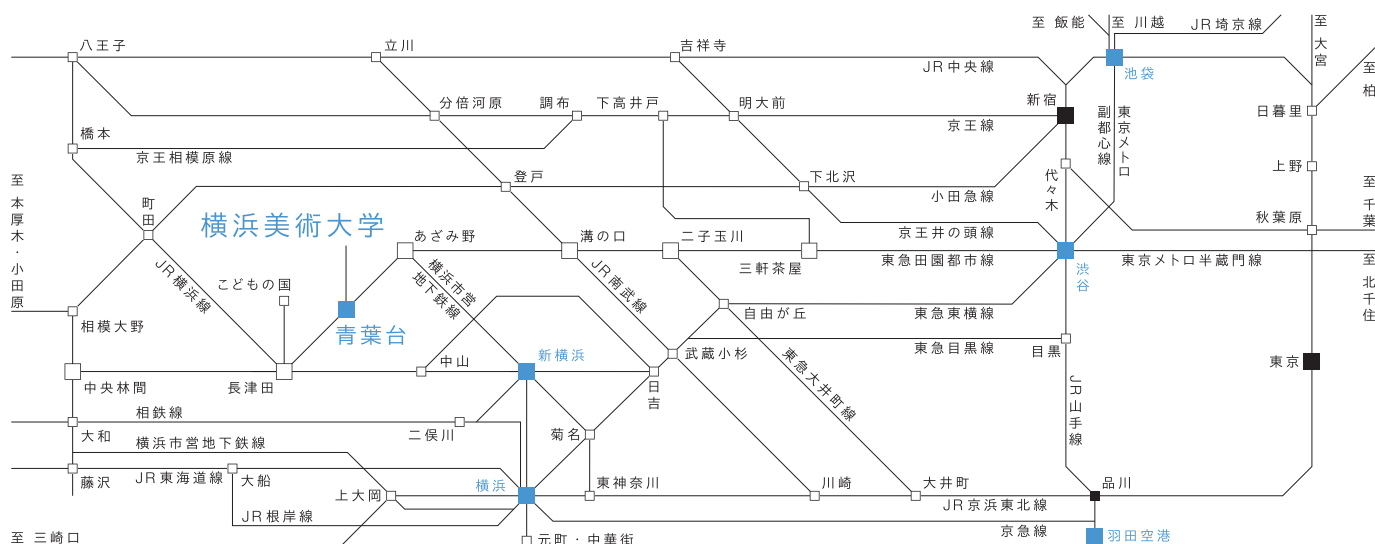 至 飯能
至 川越
JR埼京線
至 大宮
八王子
立川
吉祥寺
JR中央線
池袋
至 柏
新宿
分倍河原
調布
下高井戸
明大前
京王線
副都心線
東京メトロ
日暮里
橋本
京王相模原線
上野
登戸
下北沢
小田急線
代々木
至 本厚木・小田原
町田
横浜美術大学
秋葉原
至 千葉
あざみ野
溝の口
二子玉川
京王井の頭線
三軒茶屋
東急田園都市線
渋谷
東京メトロ半蔵門線
至 北千住
JR横浜線
こどもの国
横浜市営
地下鉄線
JR南武線
自由が丘
東急東横線
相模大野
青葉台
新横浜
中山
武蔵小杉
東急目黒線
目黒
東京
中央林間
長津田
日吉
東急大井町線
JR山手線
相鉄線
大和
二俣川
菊名
横浜市営地下鉄線
藤沢
JR東海道線
大船
上大岡
横浜
東神奈川
川崎
大井町
品川
JR京浜東北線
JR根岸線
京急線
羽田空港
至 三崎口
元町・中華街